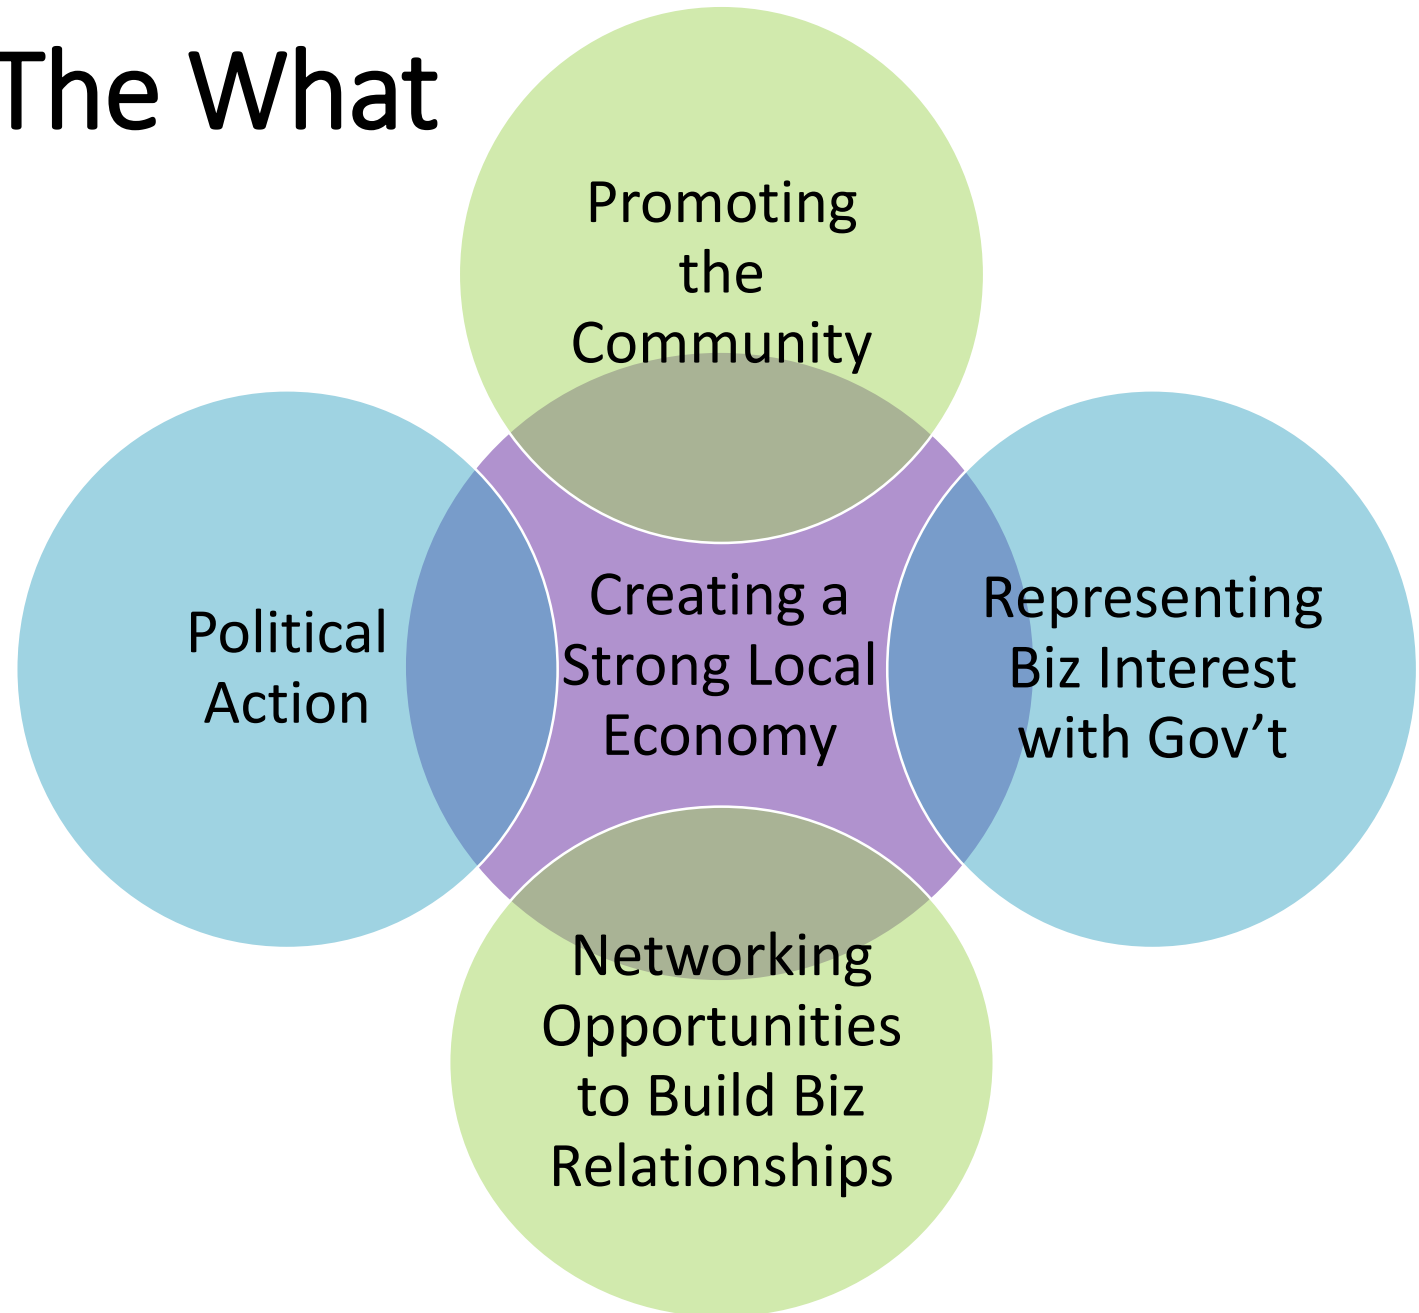 The What
Promoting
the
Community
Political
Action
Creating a
Strong Local
Economy
Representing
Biz Interest
with Gov’t
Networking
Opportunities
to Build Biz
Relationships